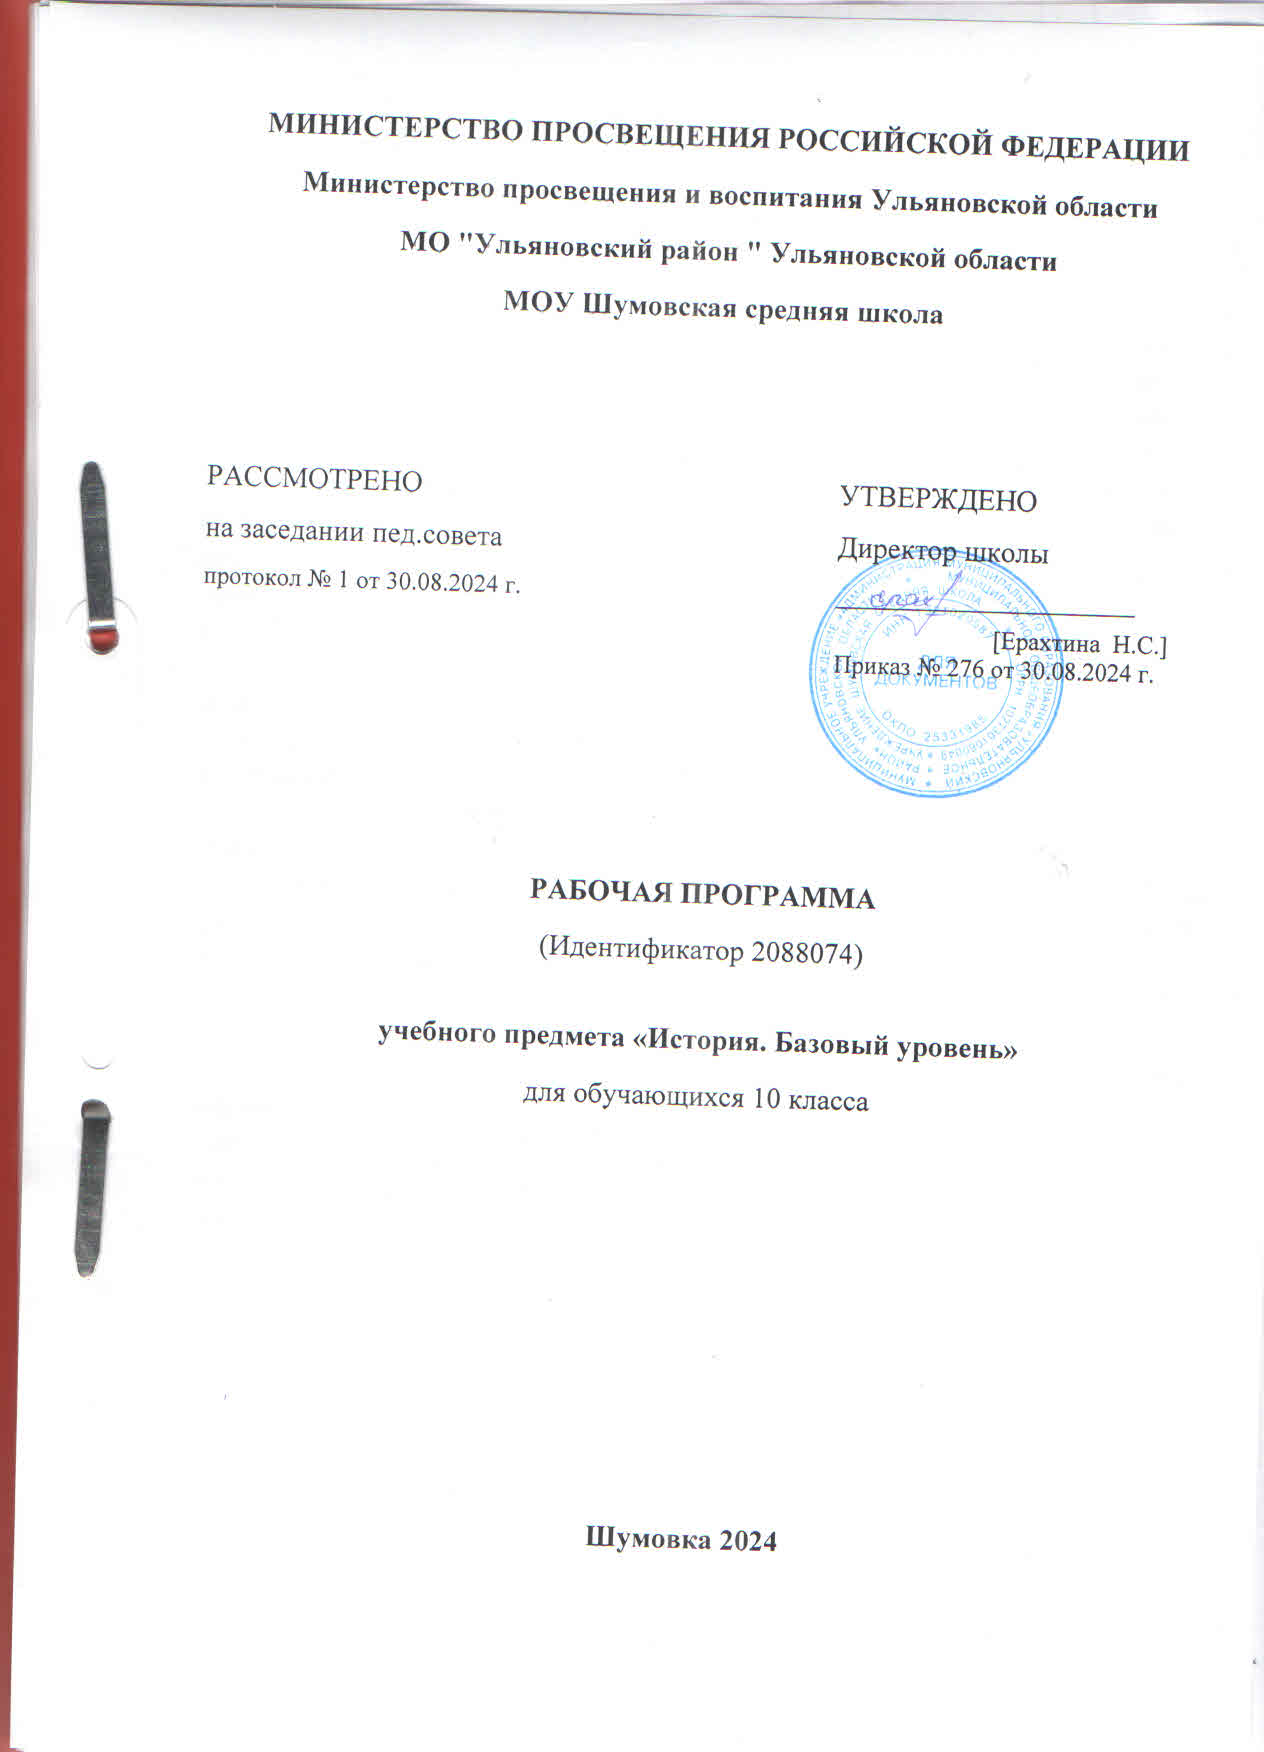 МИНИСТЕРСТВО ПРОСВЕЩЕНИЯ РОССИЙСКОЙ ФЕДЕРАЦИИ
Министерство просвещения и воспитания Ульяновской области
МО "Ульяновский район " Ульяновской области
МОУ Шумовская средняя школа
РАССМОТРЕНО
на заседании пед.совета
протокол № 1 от 30.08.2024 г.
УТВЕРЖДЕНО
Директор школы
[Ерахтина Н.С.]
Приказ № 276 от 30.08.2024 г.
ДЛЯ
ДОКУМЕНТОВ
ОКПО 25331985
РАБОЧАЯ ПРОГРАММА
(Идентификатор 2088074)
учебного предмета «История. Базовый уровень»
для обучающихся 10 класса
Шумовка 2024